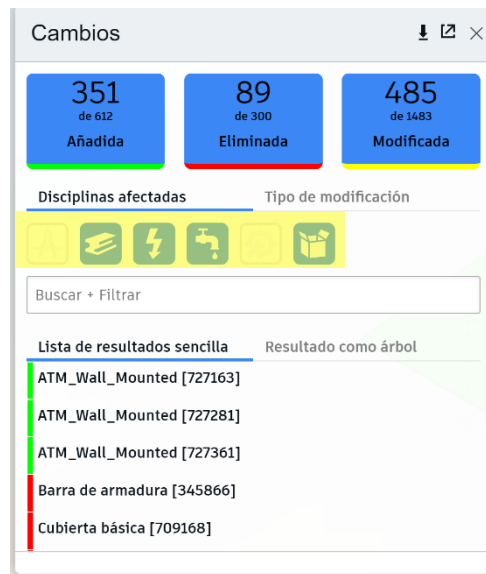 Cambios
351
de 612
Añadida
89
de 300
Eliminada
485
de 1483
Modificada
Disciplinas afectadas
Tipo de modificación
Buscar + Filtrar
Lista de resultados sencilla
Resultado como árbol
ATM_Wall_Mounted [727163]
ATM_Wall_Mounted [727281]
ATM_Wall_Mounted [727361]
Barra de armadura [345866]
Cubierta básica [709168]